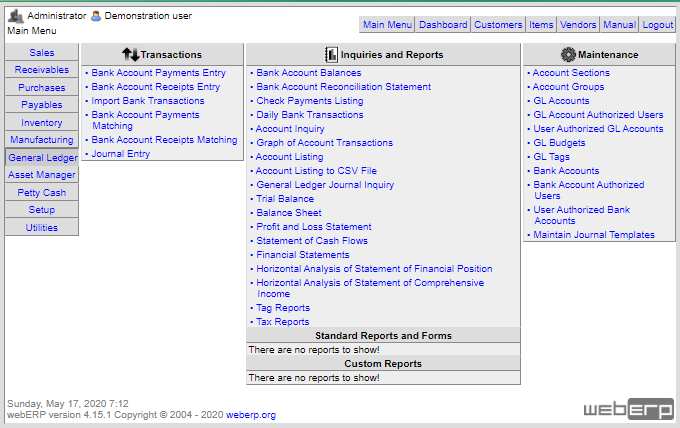 Administrator Demonstration user
Main Menu
Main Menu Dashboard Customers Items Vendors Manual Logout
Sales
Receivables
Purchases
Payables
Inventory
Manufacturing
General Ledger
Asset Manager
Petty Cash
Setup
Utilities
Transactions
• Bank Account Payments Entry
• Bank Account Receipts Entry
• Import Bank Transactions
• Bank Account Payments
Matching
• Bank Account Receipts Matching
• Journal Entry
Inquiries and Reports
• Bank Account Balances
• Bank Account Reconciliation Statement
• Check Payments Listing
• Daily Bank Transactions
• Account Inquiry
• Graph of Account Transactions
• Account Listing
• Account Listing to CSV File
• General Ledger Journal Inquiry
• Trial Balance
• Balance Sheet
• Profit and Loss Statement
• Statement of Cash Flows
• Financial Statements
• Horizontal Analysis of Statement of Financial Position
• Horizontal Analysis of Statement of Comprehensive
Income
• Tag Reports
• Tax Reports
Standard Reports and Forms
There are no reports to show!
Custom Reports
There are no reports to show!
Maintenance
• Account Sections
• Account Groups
• GL Accounts
• GL Account Authorized Users
• User Authorized GL Accounts
• GL Budgets
• GL Tags
• Bank Accounts
• Bank Account Authorized
Users
• User Authorized Bank
Accounts
• Maintain Journal Templates
Sunday, May 17, 2020 7:12
webERP version 4.15.1 Copyright © 2004 - 2020 weberp.org
weberp